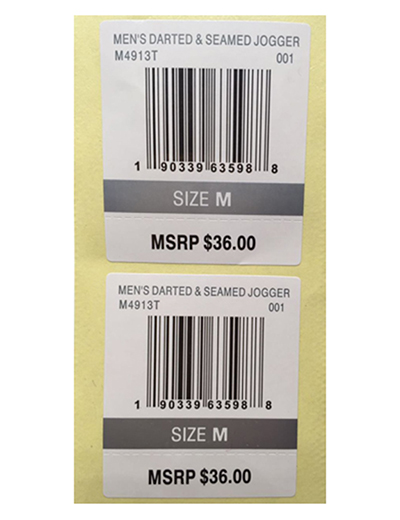 MEN'S DARTED & SEAMED JOGGER
M4913T 001
1 90339 63598 8
SIZE M
MSRP $36.00
MEN'S DARTED & SEAMED JOGGER
M4913T 001
1 90339 63598 8
SIZE M
MSRP $36.00